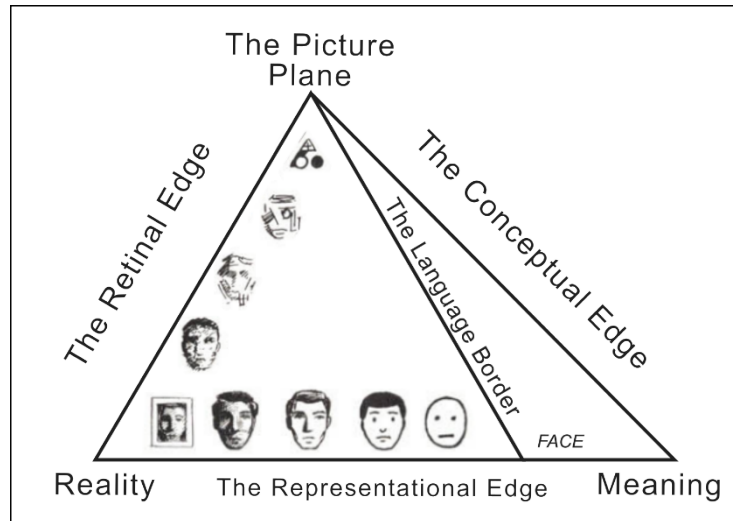 The Picture
Plane
The Retinal Edge
The Conceptual Edge
The Language Border
FACE
Reality
The Representational Edge
Meaning